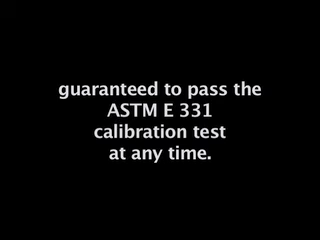 guaranteed to pass the
ASTM E 331
calibration test
at any time.